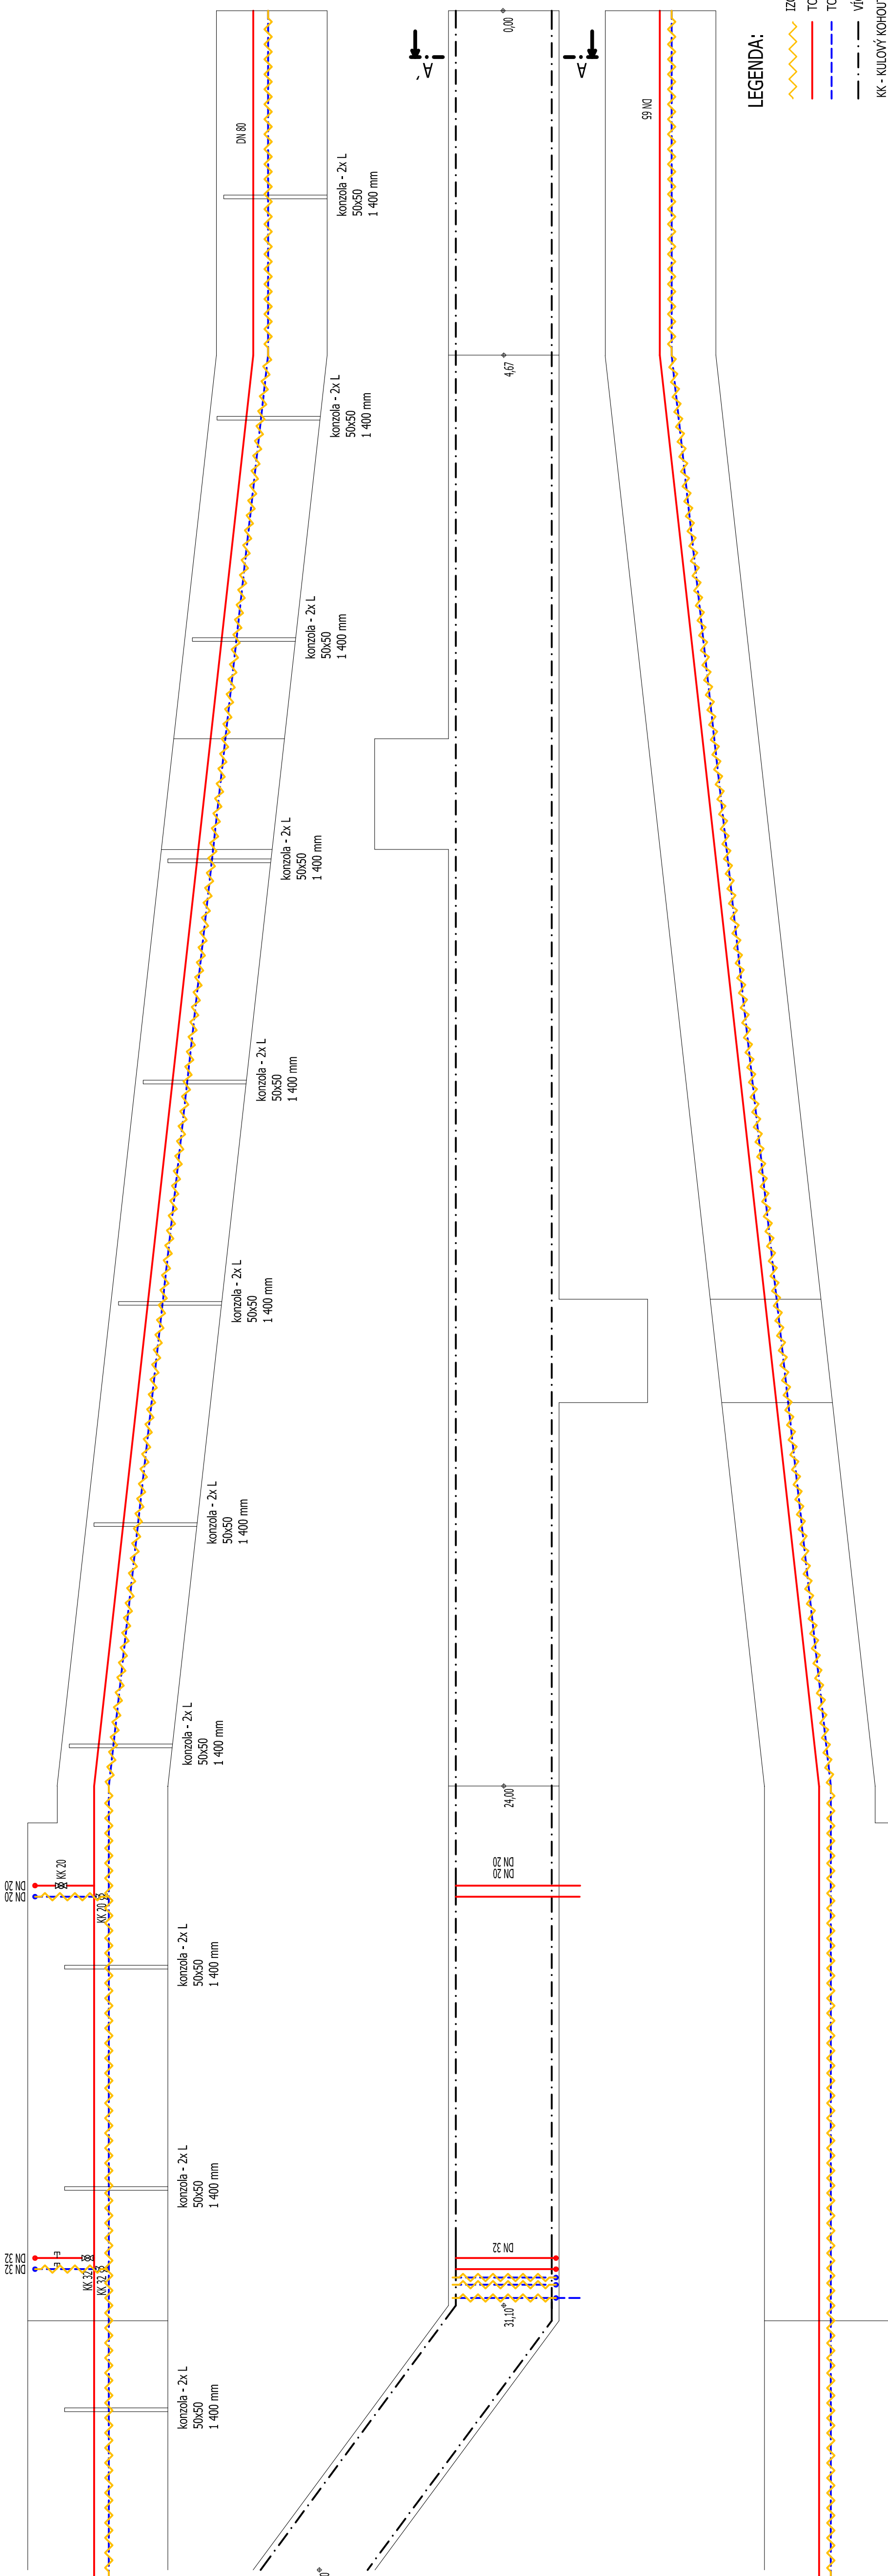 DN 80
konzola - 2x L
50x50
1 400 mm
konzola - 2x L
50x50
1 400 mm
konzola - 2x L
50x50
1 400 mm
konzola - 2x L
50x50
1 400 mm
konzola - 2x L
50x50
1 400 mm
konzola - 2x L
50x50
1 400 mm
konzola - 2x L
50x50
1 400 mm
konzola - 2x L
50x50
1 400 mm
DN 20
DN 20
KK 20
KK 20
konzola - 2x L
50x50
1 400 mm
konzola - 2x L
50x50
1 400 mm
DN 32
DN 32
KK 32
KK 32
konzola - 2x L
50x50
1 400 mm
A´
A
0,00
4,67
24,00
DN 20
DN 20
DN 32
31,10
DN 65
LEGENDA:
KK - KULOVÝ KOHOUT